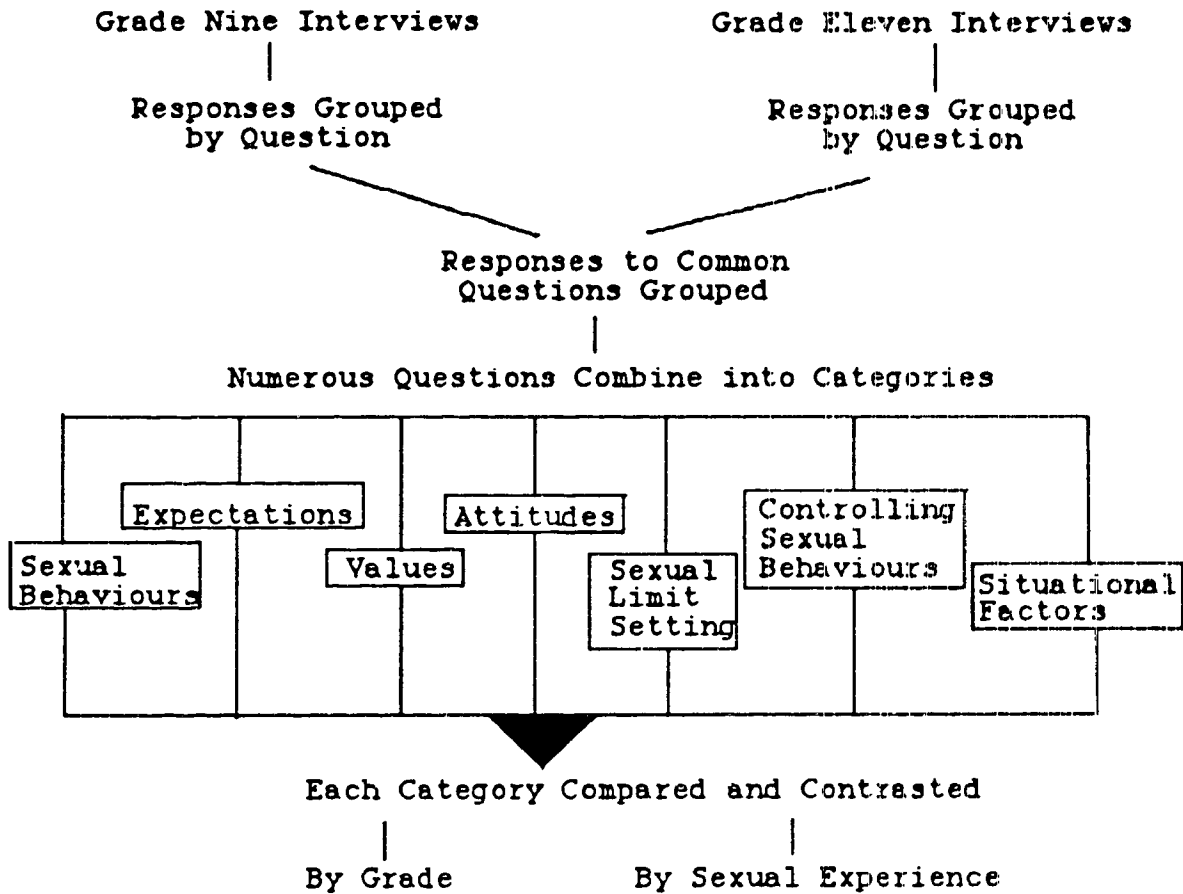 Grade Nine Interviews
Grade Eleven Interviews
Responses Grouped
by Question
Responses Grouped
by Question
Responses to Common
Questions Grouped
Numerous Questions Combine into Categories
Sexual
Behaviours
Expectations
Values
Attitudes
Sexual
Limit
Setting
Controlling
Sexual
Behaviours
Situational
Factors
Each Category Compared and Contrasted
By Grade
By Sexual Experience